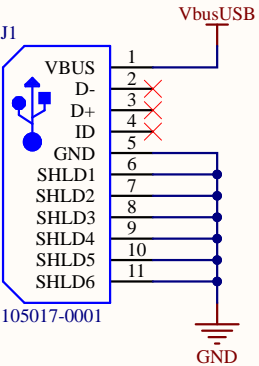 VbusUSB
J1
VBUS 1
D- 2
D+ 3
ID 4
GND 5
SHLD1 6
SHLD2 7
SHLD3 8
SHLD4 9
SHLD5 10
SHLD6 11
105017-0001
GND